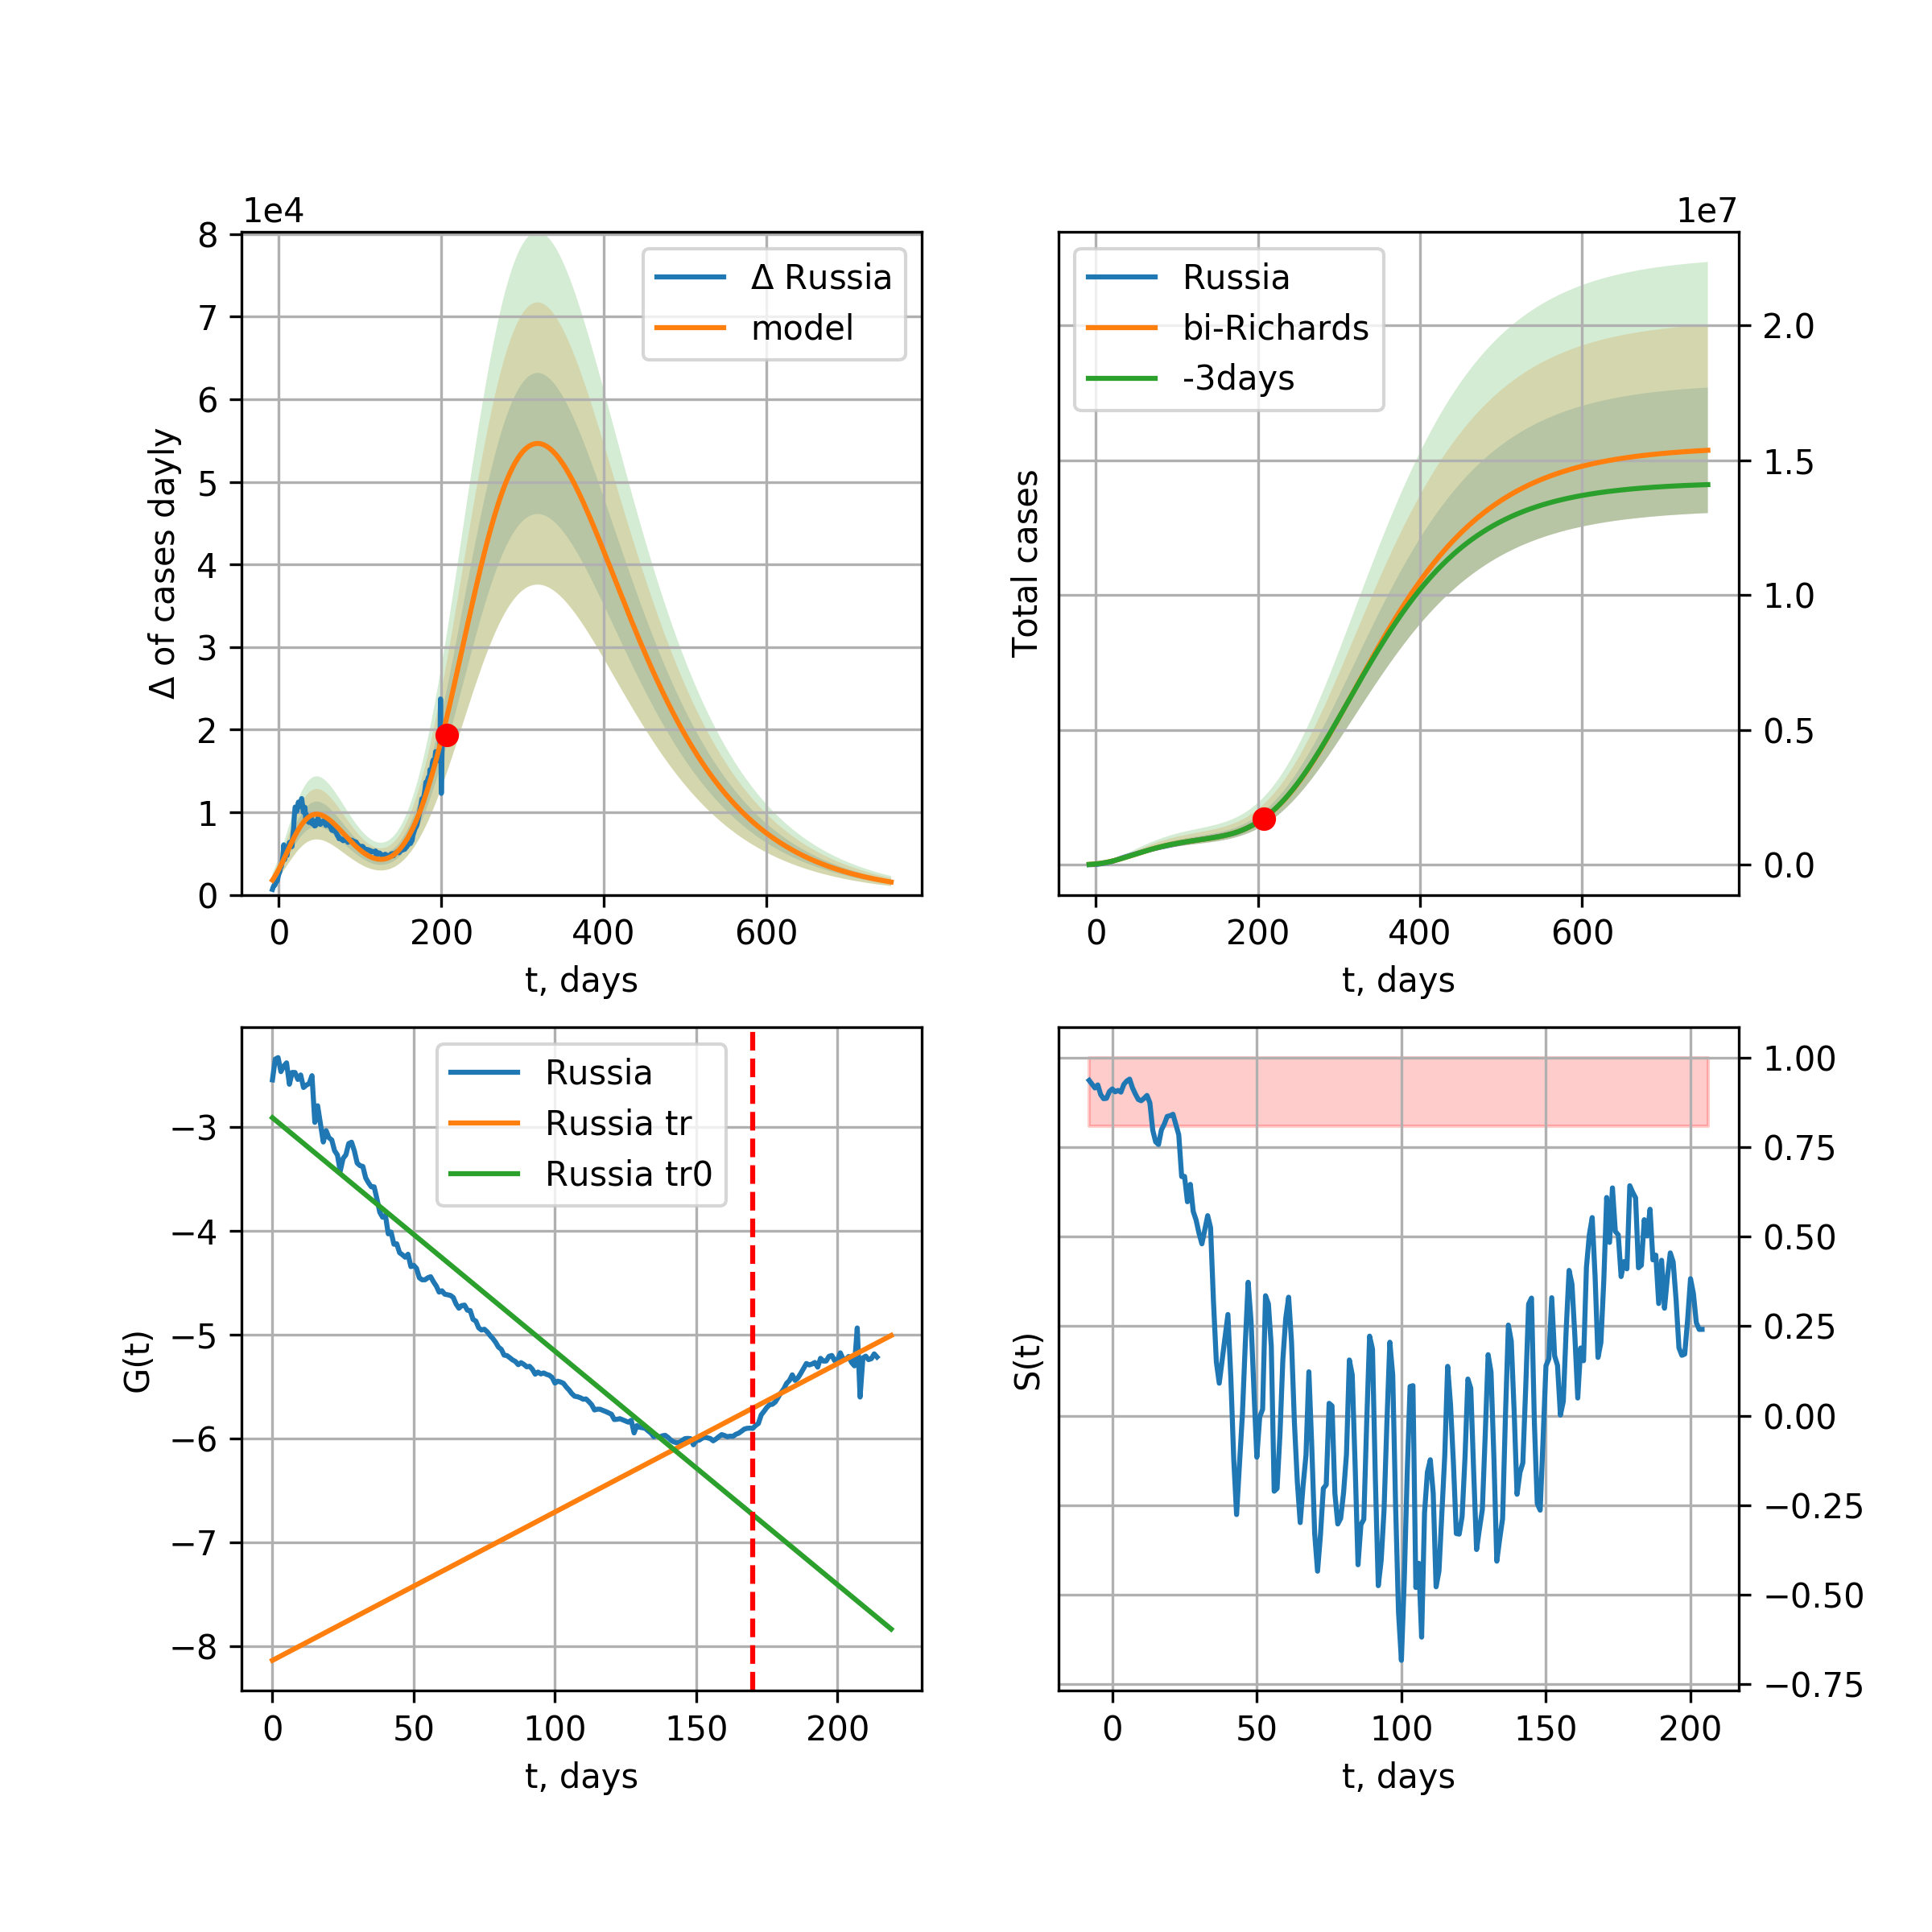 1e4
8
7
6
5
4
3
2
1
0
Δ of cases dayly
Δ Russia
model
0 200 400 600
t, days
1e7
Russia
bi-Richards
-3days
Total cases
2.0
1.5
1.0
0.5
0.0
0 200 400 600
t, days
−3
−4
−5
−6
−7
−8
G(t)
Russia
Russia tr
Russia tr0
0 50 100 150 200
t, days
S(t)
1.00
0.75
0.50
0.25
0.00
−0.25
−0.50
−0.75
0 50 100 150 200
t, days